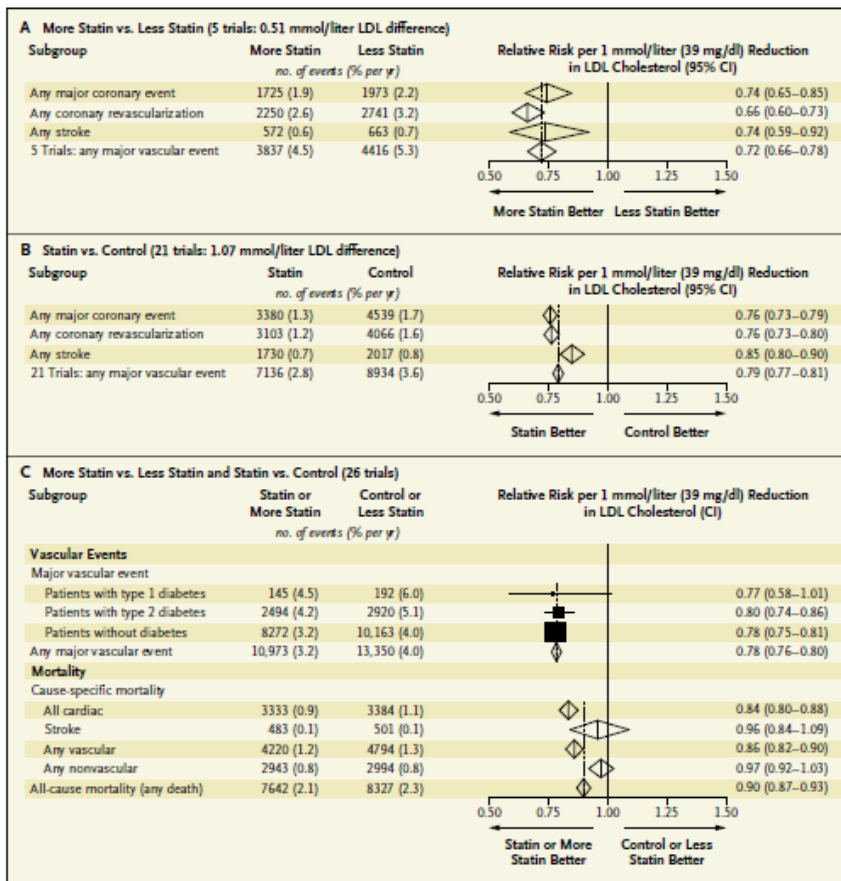 A More Statin vs. Less Statin (5 trials: 0.51 mmol/liter LDL difference)
Subgroup More Statin Less Statin Relative Risk per 1 mmol/liter (39 mg/dl) Reduction
in LDL Cholesterol (95% CI)
no. of events (% per yr)
Any major coronary event 1725 (1.9) 1973 (2.2) 0.74 (0.65–0.85)
Any coronary revascularization 2250 (2.6) 2741 (3.2) 0.66 (0.60–0.73)
Any stroke 572 (0.6) 663 (0.7) 0.74 (0.59–0.92)
5 Trials: any major vascular event 3837 (4.5) 4416 (5.3) 0.72 (0.66–0.78)
0.50 0.75 1.00 1.25 1.50
More Statin Better Less Statin Better
B Statin vs. Control (21 trials: 1.07 mmol/liter LDL difference)
Subgroup Statin Control Relative Risk per 1 mmol/liter (39 mg/dl) Reduction
in LDL Cholesterol (95% CI)
no. of events (% per yr)
Any major coronary event 3380 (1.3) 4539 (1.7) 0.76 (0.73–0.79)
Any coronary revascularization 3103 (1.2) 4066 (1.6) 0.76 (0.73–0.80)
Any stroke 1730 (0.7) 2017 (0.8) 0.85 (0.80–0.90)
21 Trials: any major vascular event 7136 (2.8) 8934 (3.6) 0.79 (0.77–0.81)
0.50 0.75 1.00 1.25 1.50
Statin Better Control Better
C More Statin vs. Less Statin and Statin vs. Control (26 trials)
Subgroup Statin or Control or Relative Risk per 1 mmol/liter (39 mg/dl) Reduction
More Statin Less Statin in LDL Cholesterol (CI)
no. of events (% per yr)
Vascular Events
Major vascular event
Patients with type 1 diabetes 145 (4.5) 192 (6.0) 0.77 (0.58–1.01)
Patients with type 2 diabetes 2494 (4.2) 2920 (5.1) 0.80 (0.74–0.86)
Patients without diabetes 8272 (3.2) 10,163 (4.0) 0.78 (0.75–0.81)
Any major vascular event 10,973 (3.2) 13,350 (4.0) 0.78 (0.76–0.80)
Mortality
Cause-specific mortality
All cardiac 3333 (0.9) 3384 (1.1) 0.84 (0.80–0.88)
Stroke 483 (0.1) 501 (0.1) 0.96 (0.84–1.09)
Any vascular 4220 (1.2) 4794 (1.3) 0.86 (0.82–0.90)
Any nonvascular 2943 (0.8) 2994 (0.8) 0.97 (0.92–1.03)
All-cause mortality (any death) 7642 (2.1) 8327 (2.3) 0.90 (0.87–0.93)
0.50 0.75 1.00 1.25 1.50
Statin or More Control or Less
Statin Better Statin Better